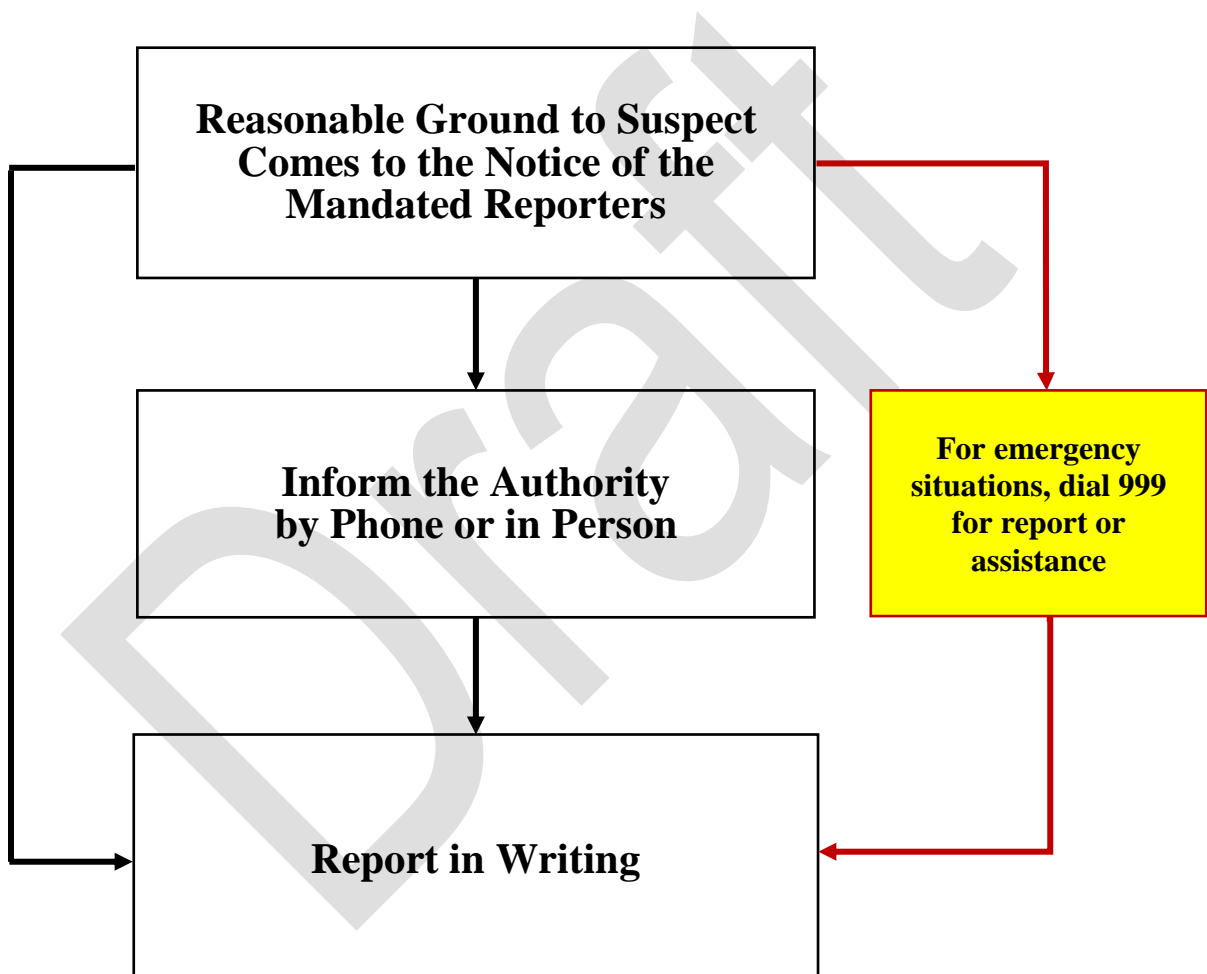 Reasonable Ground to Suspect
Comes to the Notice of the
Mandated Reporters
Inform the Authority
by Phone or in Person
For emergency
situations, dial 999
for report or
assistance
Report in Writing
Draft